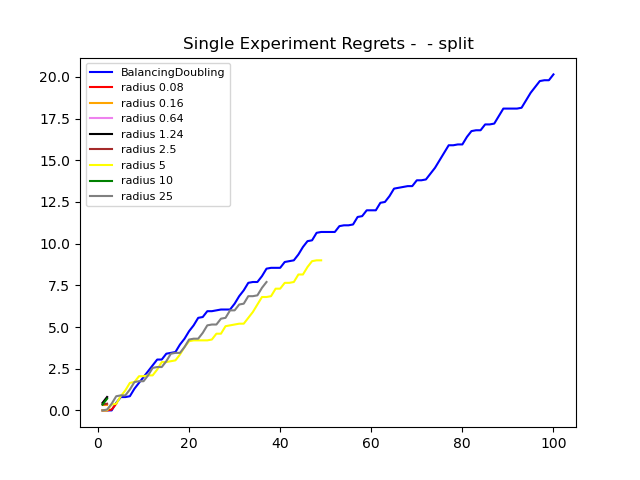 Single Experiment Regrets -  - split
BalancingDoubling
radius 0.08
radius 0.16
radius 0.64
radius 1.24
radius 2.5
radius 5
radius 10
radius 25
20.0
17.5
15.0
12.5
10.0
7.5
5.0
2.5
0.0
0 20 40 60 80 100